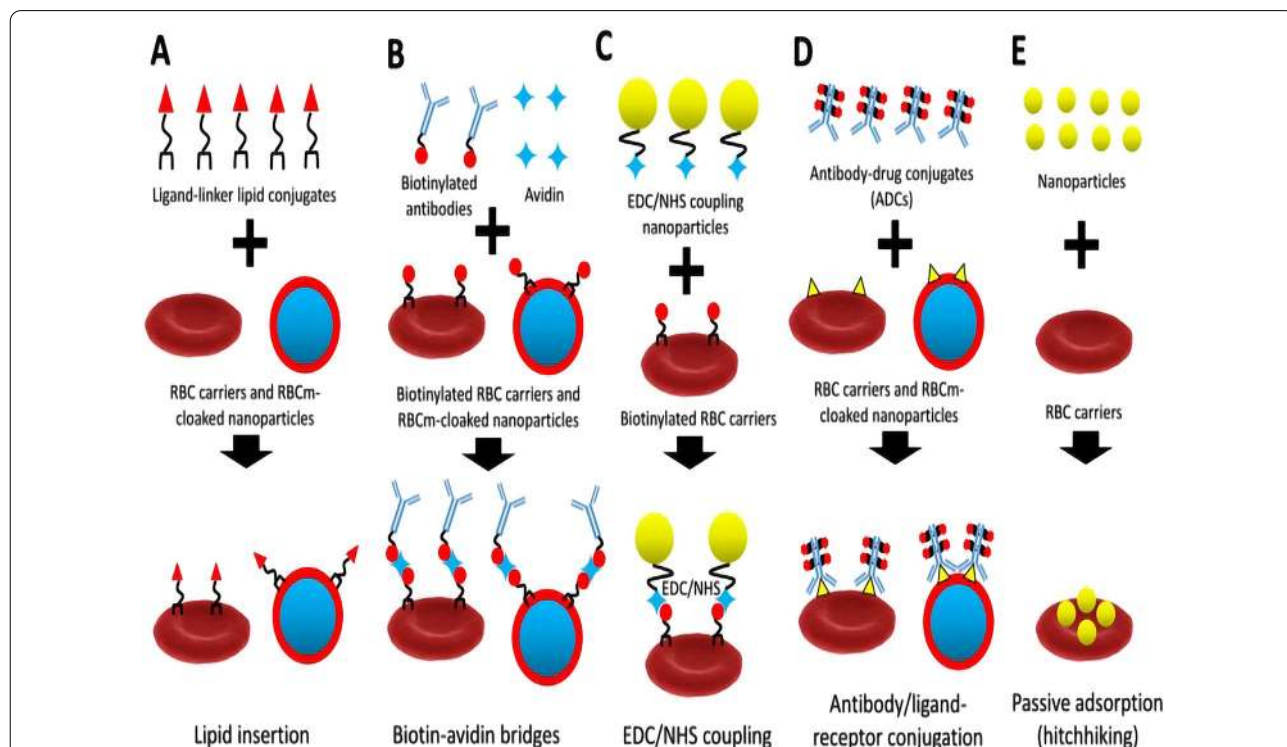 A
Ligand-linker lipid conjugates
RBC carriers and RBCm-
cloaked nanoparticles
Lipid insertion
B
Biotinylated
antibodies
Avidin
Biotinylated RBC carriers and
RBCm-cloaked nanoparticles
Biotin-avidin bridges
C
EDC/NHS coupling
nanoparticles
Biotinylated RBC carriers
EDC/NHS
EDC/NHS coupling
D
Antibody-drug conjugates
(ADCs)
RBC carriers and RBCm-
cloaked nanoparticles
Antibody/ligand-
receptor conjugation
E
Nanoparticles
RBC carriers
Passive adsorption
(hitchhiking)